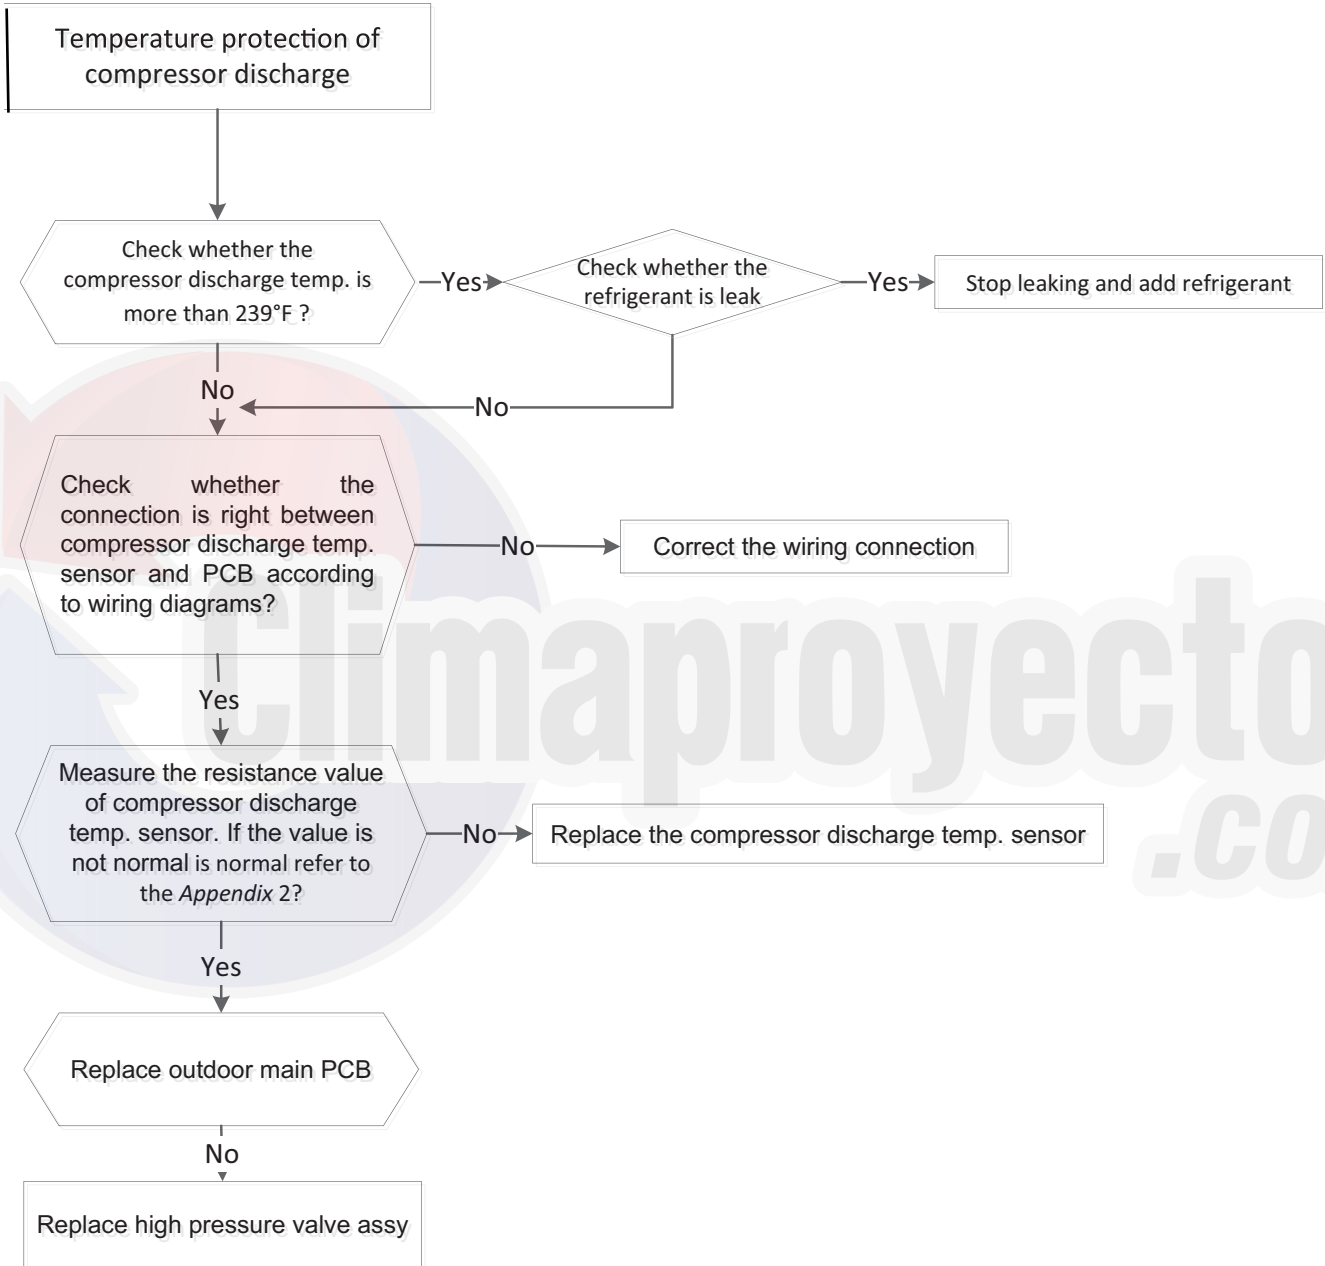 Temperature protection of
compressor discharge
Check whether the
compressor discharge temp. is
more than 239°F ?
Yes
Check whether the
refrigerant is leak
Yes
Stop leaking and add refrigerant
No
No
Check whether the
connection is right between
compressor discharge temp.
sensor and PCB according
to wiring diagrams?
No
Correct the wiring connection
Yes
Measure the resistance value
of compressor discharge
temp. sensor. If the value is
not normal is normal refer to
the Appendix 2?
No
Replace the compressor discharge temp. sensor
Yes
Replace outdoor main PCB
No
Replace high pressure valve assy
Climaproyecto
.co